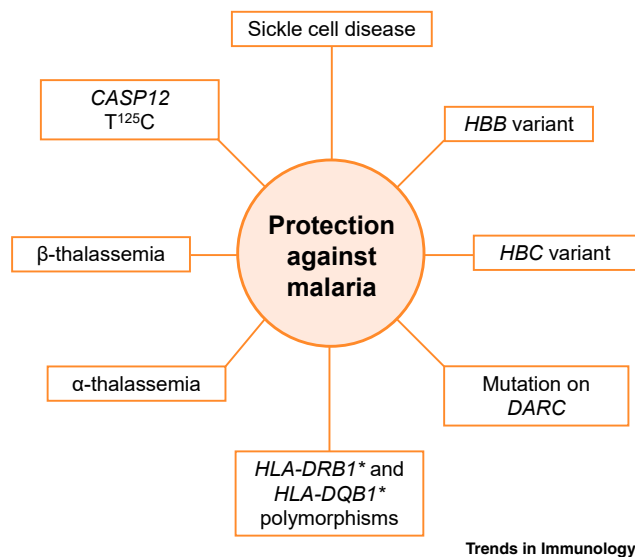 Sickle cell disease
CASP12
T¹²⁵C
HBB variant
Protection
against
malaria
β-thalassemia
HBC variant
α-thalassemia
Mutation on
DARC
HLA-DRB1* and
HLA-DQB1*
polymorphisms
Trends in Immunology